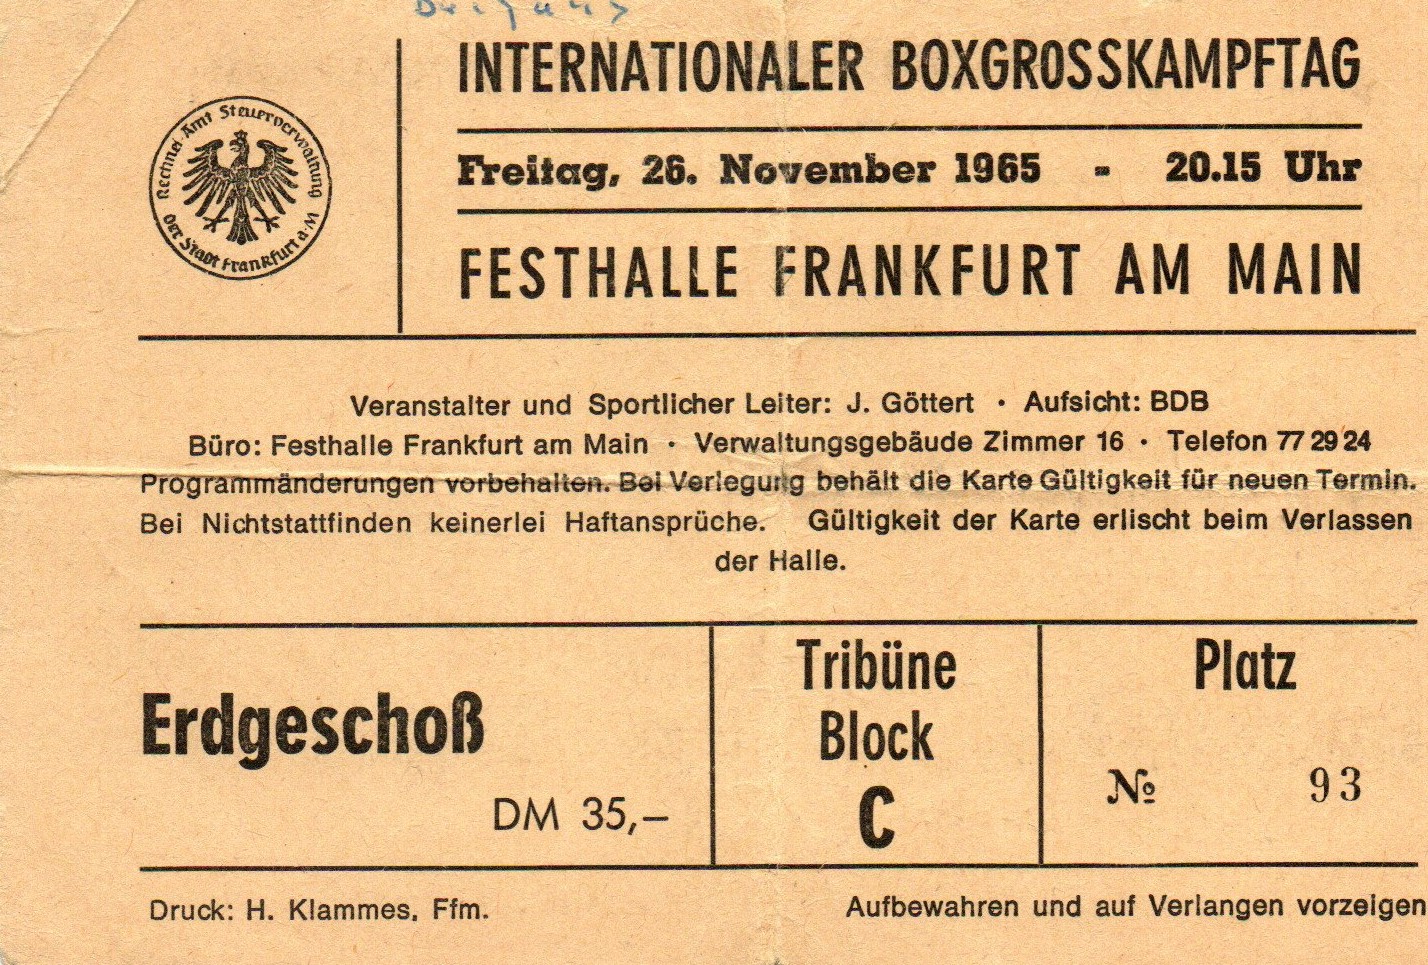 INTERNATIONALER BOXGROSSKAMPFTAG
Rechnei Amt Steuerverwaltung
der Stadt Frankfurt a.M
Freitag, 26. November 1965 - 20.15 Uhr
FESTHALLE FRANKFURT AM MAIN
Veranstalter und Sportlicher Leiter: J. Göttert · Aufsicht: BDB
Büro: Festhalle Frankfurt am Main · Verwaltungsgebäude Zimmer 16 · Telefon 77 29 24
Programmänderungen vorbehalten. Bei Verlegung behält die Karte Gültigkeit für neuen Termin.
Bei Nichtstattfinden keinerlei Haftansprüche. Gültigkeit der Karte erlischt beim Verlassen
der Halle.
Erdgeschoß
DM 35,–
Tribüne
Block
C
Platz
№ 93
Druck: H. Klammes, Ffm.
Aufbewahren und auf Verlangen vorzeigen